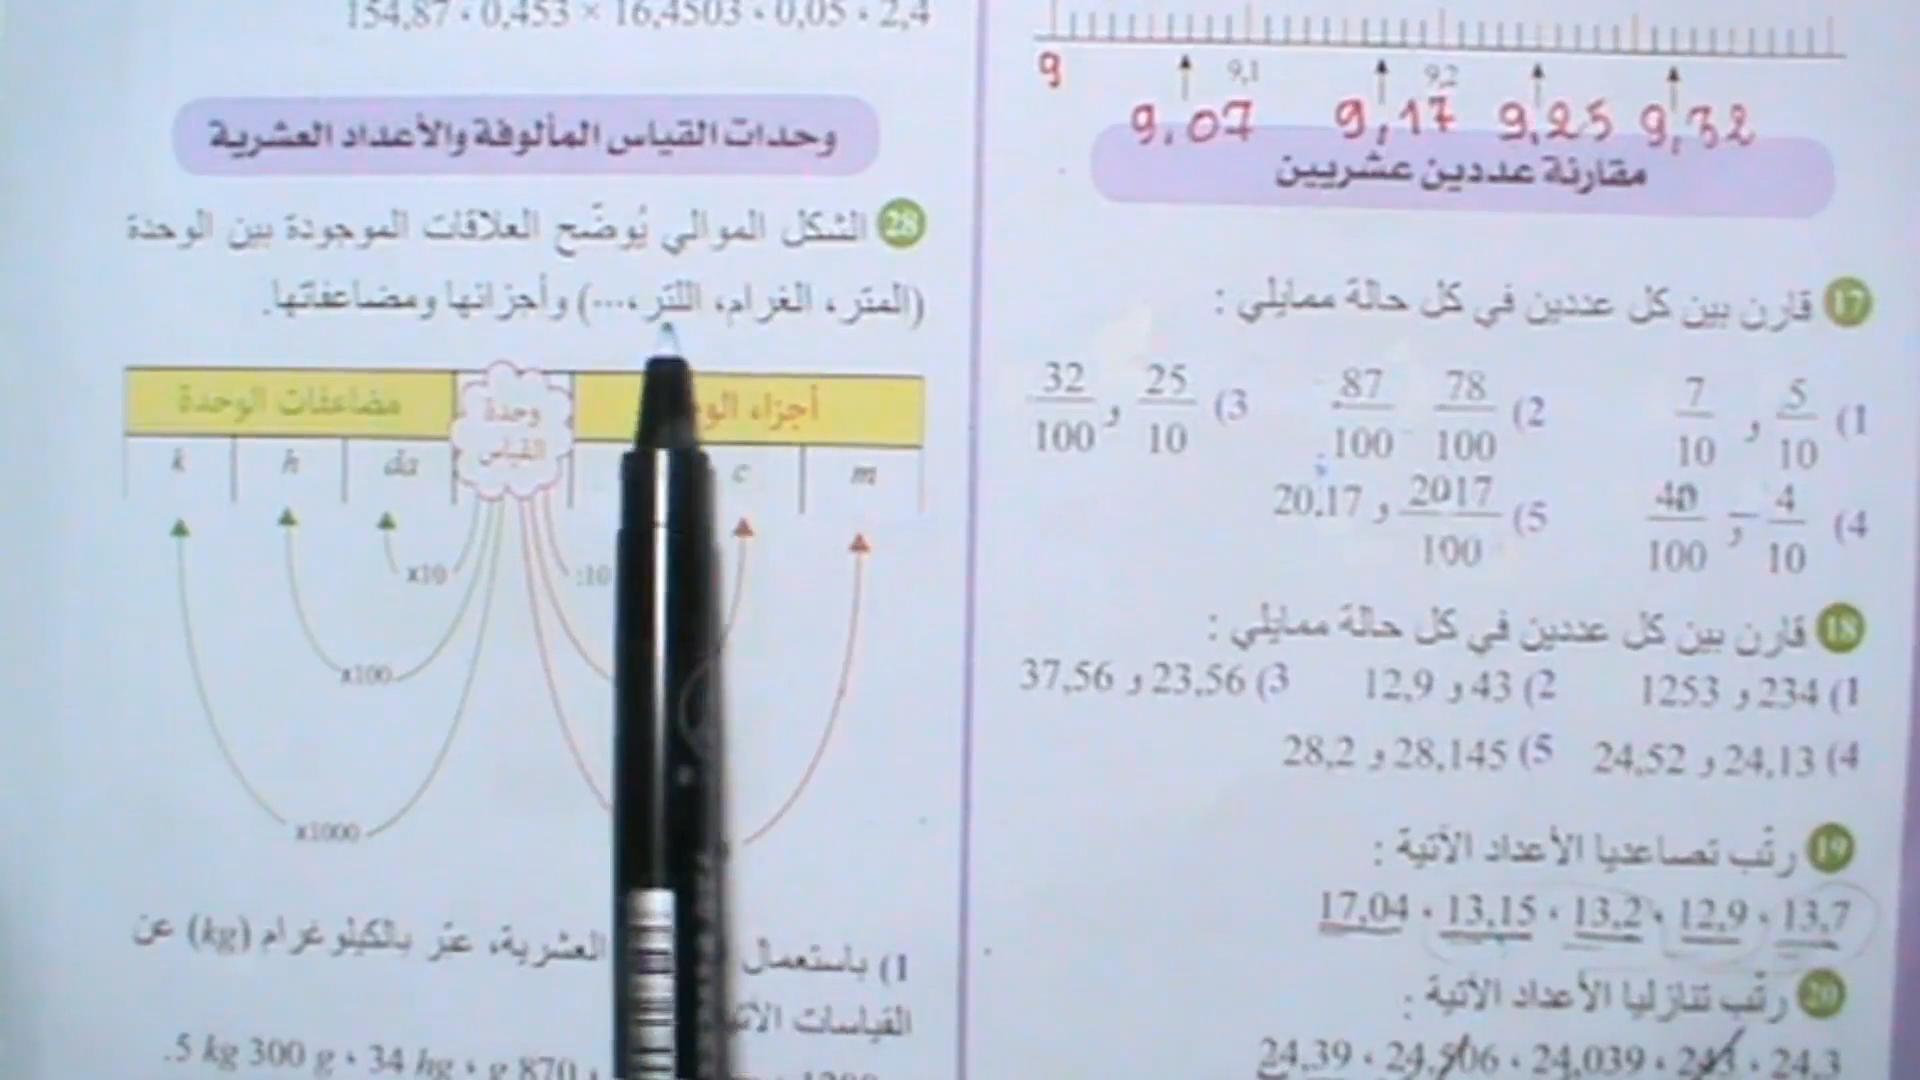 9,1 9,2
9 9,07 9,17 9,25 9,32
مقارنة عددين عشريين
17 قارن بين كل عددين في كل حالة ممايلي :
1) 5/10 و 7/10 2) 78/100 87/100 3) 25/10 و 32/100
4) 4/10 و 40/100 5) 2017/100 و 20,17
18 قارن بين كل عددين في كل حالة ممايلي :
1) 234 و 1253 2) 43 و 12,9 3) 23,56 و 37,56
4) 24,13 و 24,52 5) 28,145 و 28,2
19 رتّب تصاعديا الأعداد الآتية :
13,7 ، 12,9 ، 13,2 ، 13,15 ، 17,04
20 رتّب تنازليا الأعداد الآتية :
24,3 ، 243 ، 24,039 ، 24,506 ، 24,39
154,87 ، 0,453 × 16,4503 ، 0,05 ، 2,4
وحدات القياس المألوفة والأعداد العشرية
28 الشكل الموالي يُوضّح العلاقات الموجودة بين الوحدة
(المتر، الغرام، اللتر،...) وأجزائها ومضاعفاتها.
مضاعفات الوحدة وحدة القياس أجزاء
k h da c m
x10 :10
x100
x1000
1) باستعمال العشرية، عبّر بالكيلوغرام (kg) عن
القياسات
870 g ، 34 hg ، 5 kg 300 g.